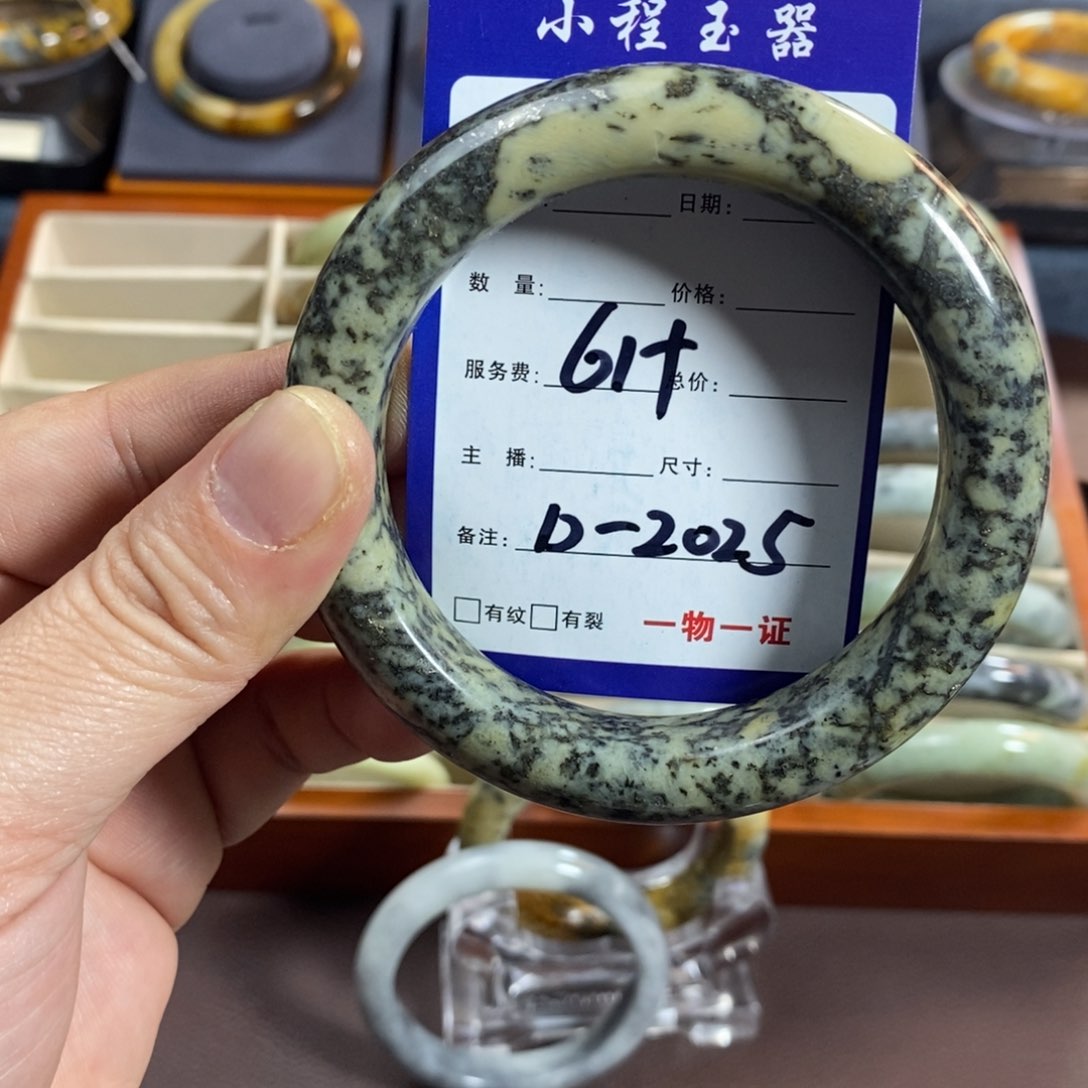 小程玉器
日期:
数 量: 价格:
服务费: 61+ 总价:
主 播: 尺寸:
备注: D-2025
□有纹□有裂 一物一证